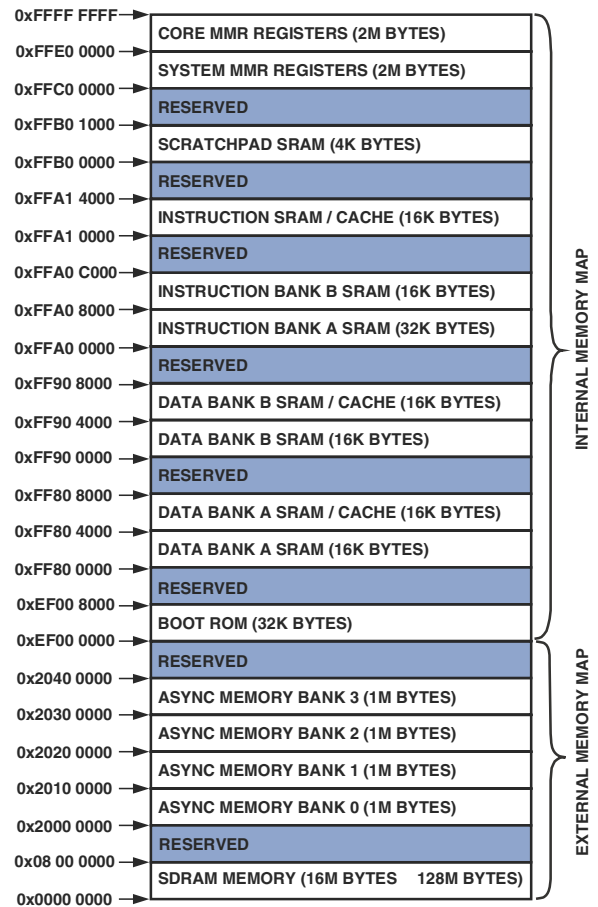 0xFFFF FFFF
CORE MMR REGISTERS (2M BYTES)
0xFFE0 0000
SYSTEM MMR REGISTERS (2M BYTES)
0xFFC0 0000
RESERVED
0xFFB0 1000
SCRATCHPAD SRAM (4K BYTES)
0xFFB0 0000
RESERVED
0xFFA1 4000
INSTRUCTION SRAM / CACHE (16K BYTES)
0xFFA1 0000
RESERVED
0xFFA0 C000
INSTRUCTION BANK B SRAM (16K BYTES)
0xFFA0 8000
INSTRUCTION BANK A SRAM (32K BYTES)
0xFFA0 0000
RESERVED
0xFF90 8000
DATA BANK B SRAM / CACHE (16K BYTES)
0xFF90 4000
DATA BANK B SRAM (16K BYTES)
0xFF90 0000
RESERVED
0xFF80 8000
DATA BANK A SRAM / CACHE (16K BYTES)
0xFF80 4000
DATA BANK A SRAM (16K BYTES)
0xFF80 0000
RESERVED
0xEF00 8000
BOOT ROM (32K BYTES)
0xEF00 0000
RESERVED
0x2040 0000
ASYNC MEMORY BANK 3 (1M BYTES)
0x2030 0000
ASYNC MEMORY BANK 2 (1M BYTES)
0x2020 0000
ASYNC MEMORY BANK 1 (1M BYTES)
0x2010 0000
ASYNC MEMORY BANK 0 (1M BYTES)
0x2000 0000
RESERVED
0x08 00 0000
SDRAM MEMORY (16M BYTES 128M BYTES)
0x0000 0000
INTERNAL MEMORY MAP
EXTERNAL MEMORY MAP